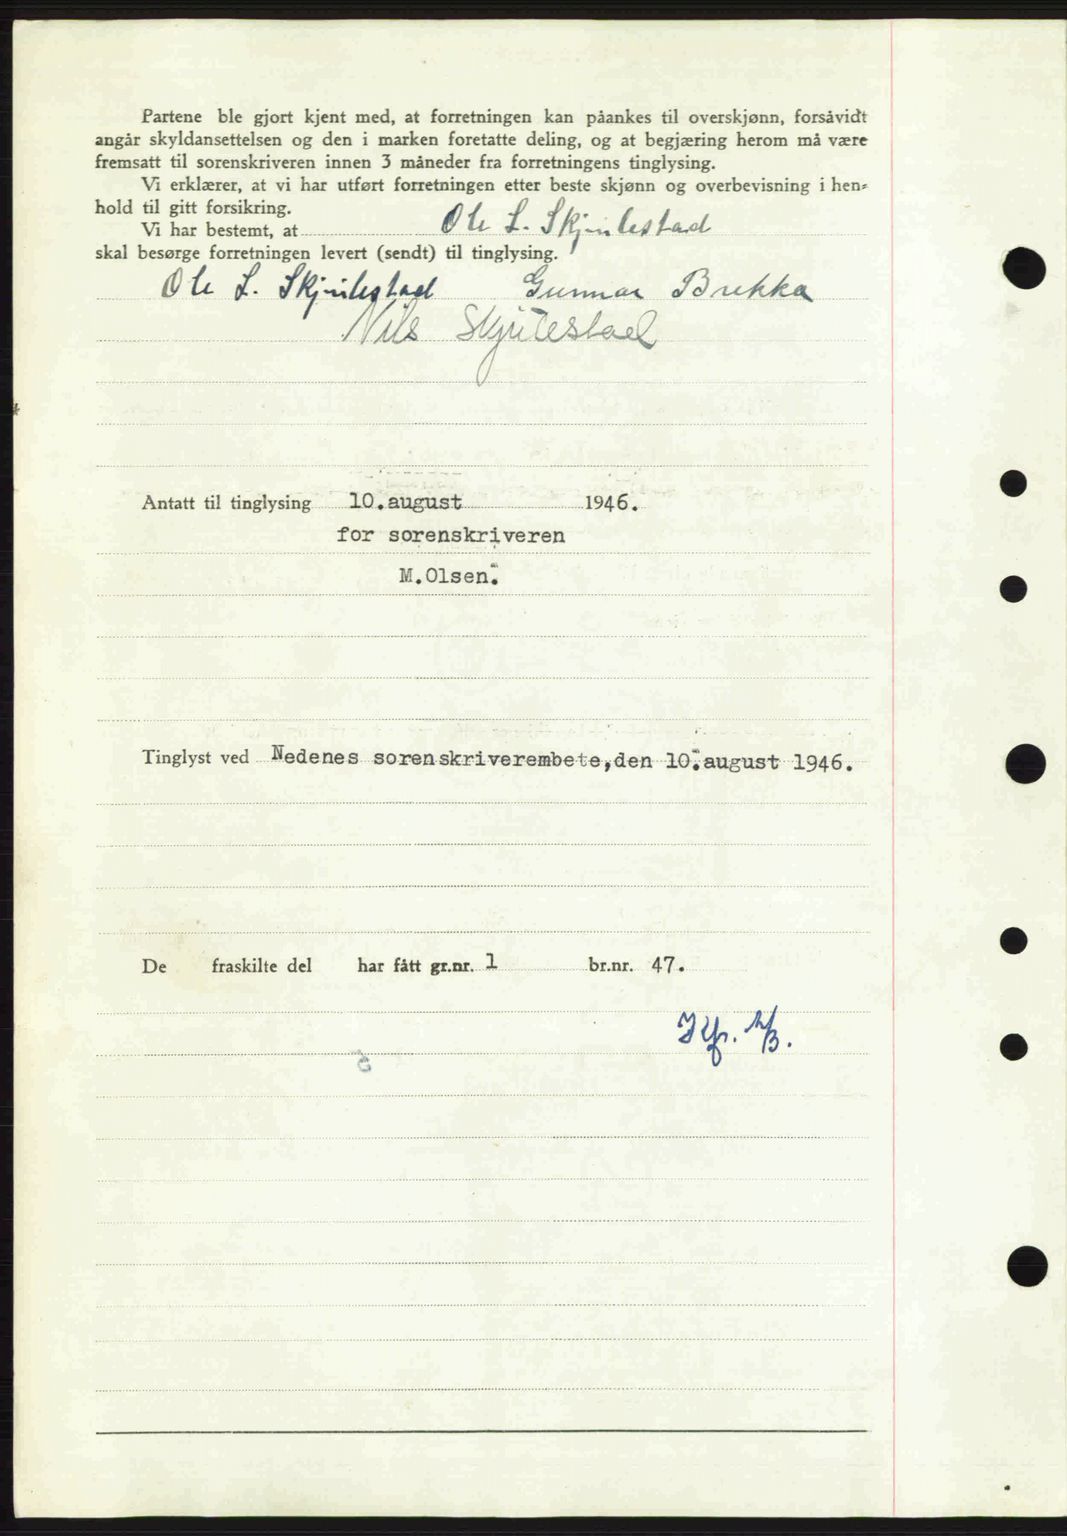 Partene ble gjort kjent med, at forretningen kan påankes til overskjønn, forsåvidt
angår skyldansettelsen og den i marken foretatte deling, og at begjæring herom må være
fremsatt til sorenskriveren innen 3 måneder fra forretningens tinglysing.
Vi erklærer, at vi har utført forretningen etter beste skjønn og overbevisning i hen-
hold til gitt forsikring.
Vi har bestemt, at Ole L. Skjulestad
skal besørge forretningen levert (sendt) til tinglysing.
Ole L. Skjulestad Gunnar Brekka
Nils Skjulestad
Antatt til tinglysing 10.august 1946.
for sorenskriveren
M.Olsen.
Tinglyst ved Nedenes sorenskriverembete,den 10.august 1946.
De fraskilte del har fått gr.nr. 1 br.nr. 47.